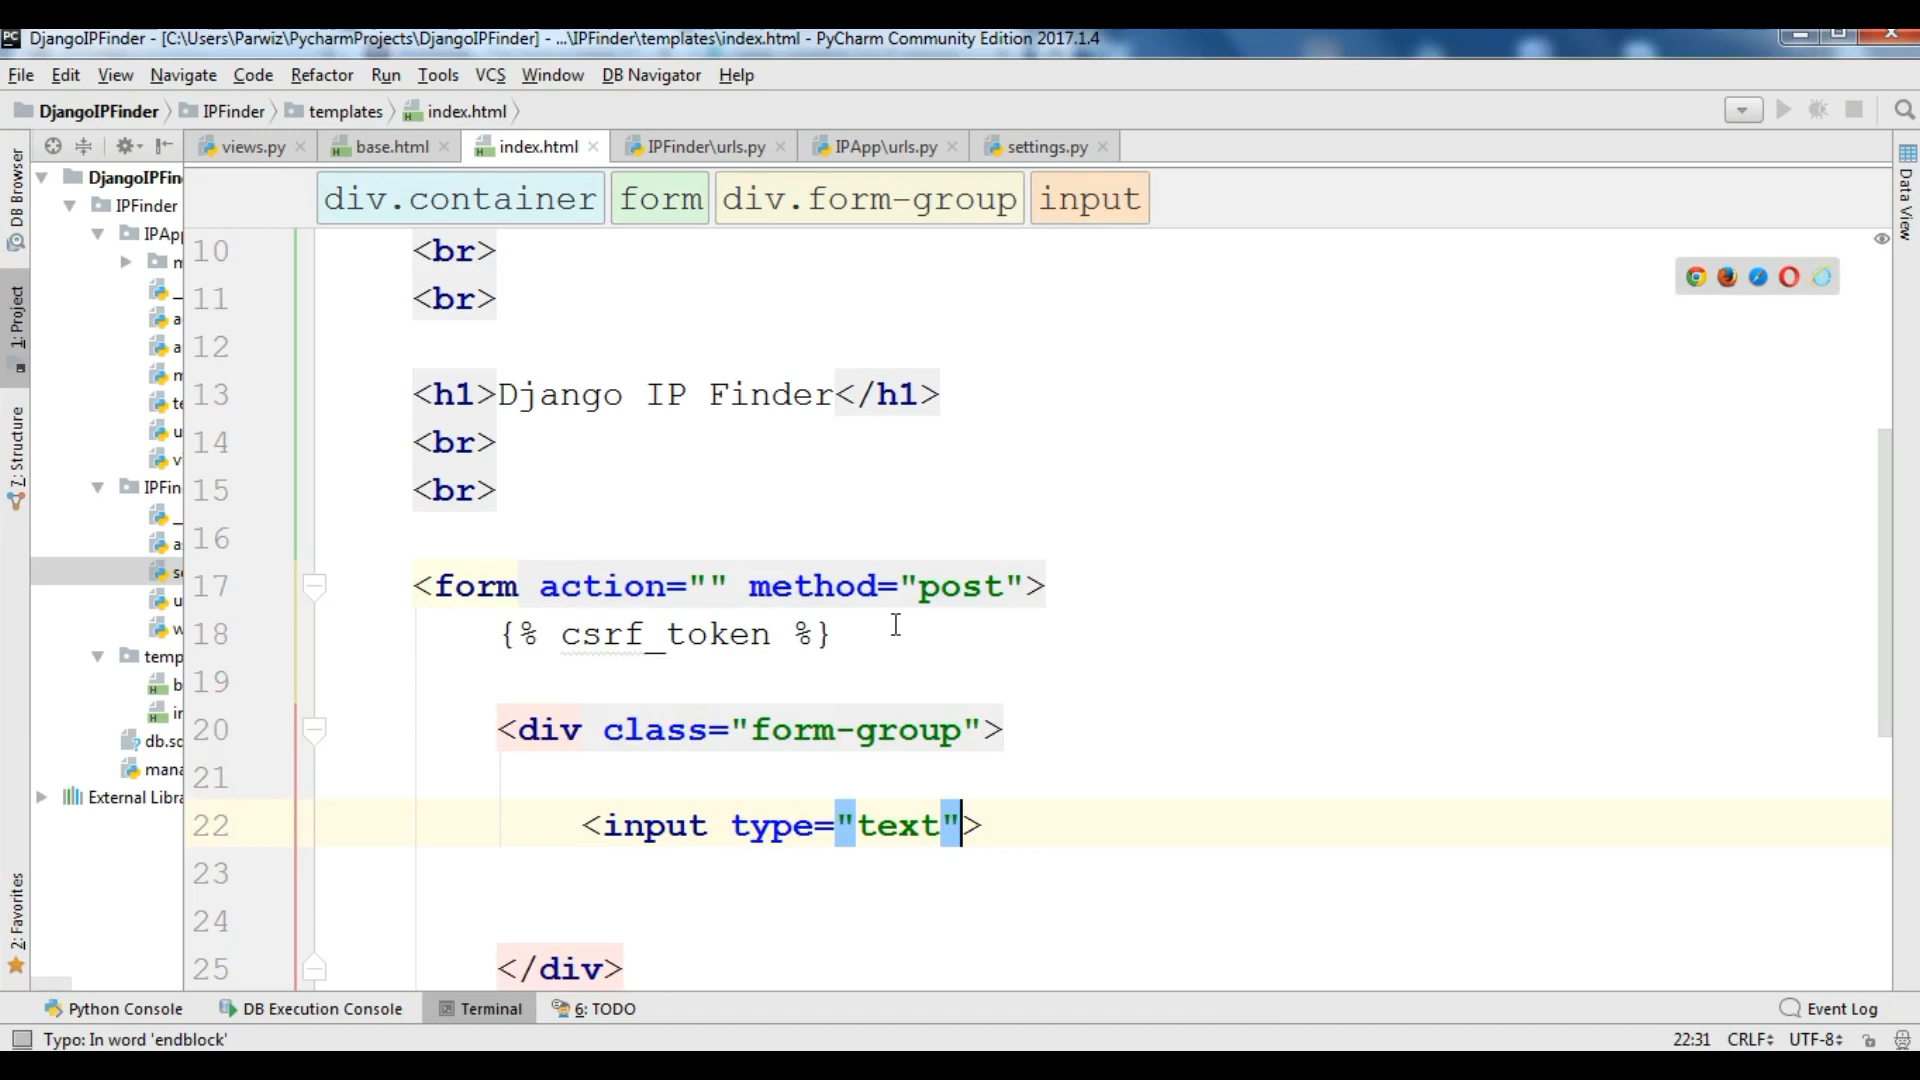 DjangoIPFinder - [C:\Users\Parwiz\PycharmProjects\DjangoIPFinder] - ...\IPFinder\templates\index.html - PyCharm Community Edition 2017.1.4
File Edit View Navigate Code Refactor Run Tools VCS Window DB Navigator Help
DjangoIPFinder IPFinder templates index.html
views.py base.html index.html IPFinder\urls.py IPApp\urls.py settings.py
DB Browser
1: Project
7: Structure
2: Favorites
Data View
DjangoIPFin
IPFinder
IPAp
m
_
a
a
m
te
u
v
IPFin
_
a
se
u
w
temp
b
in
db.sq
mana
External Libra
div.container form div.form-group input
10 <br>
11 <br>
12
13 <h1>Django IP Finder</h1>
14 <br>
15 <br>
16
17 <form action="" method="post">
18 {% csrf_token %}
19
20 <div class="form-group">
21
22 <input type="text">
23
24
25 </div>
Python Console DB Execution Console Terminal 6: TODO Event Log
Typo: In word 'endblock' 22:31 CRLF UTF-8